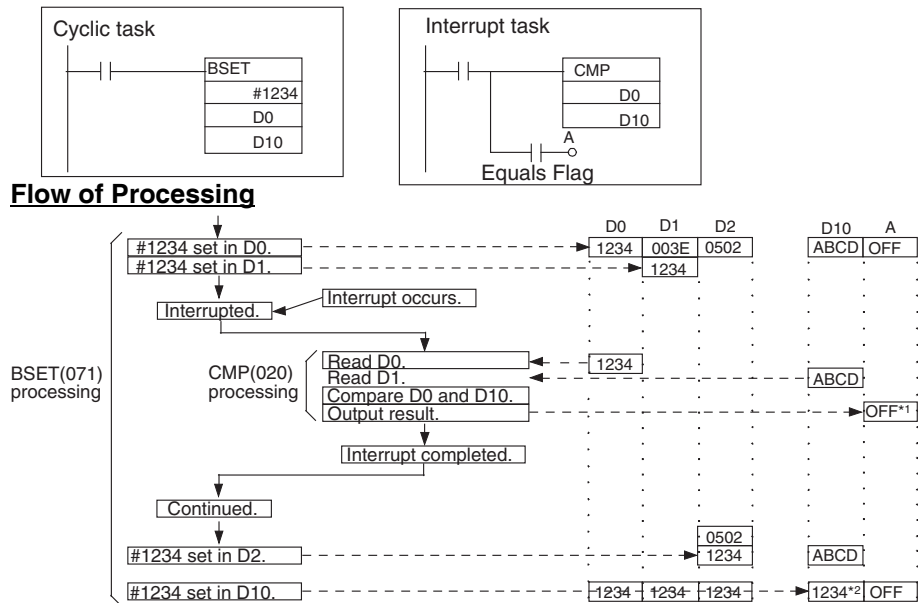 Cyclic task
BSET
#1234
D0
D10
Interrupt task
CMP
D0
D10
A
Equals Flag
Flow of Processing
D0 D1 D2 D10 A
#1234 set in D0. 1234 003E 0502 ABCD OFF
#1234 set in D1. 1234
Interrupt occurs.
Interrupted.
BSET(071)
processing
CMP(020)
processing
Read D0. 1234
Read D1. ABCD
Compare D0 and D10.
Output result. OFF*1
Interrupt completed.
Continued.
0502
#1234 set in D2. 1234 ABCD
#1234 set in D10. 1234 1234 1234 1234*2 OFF